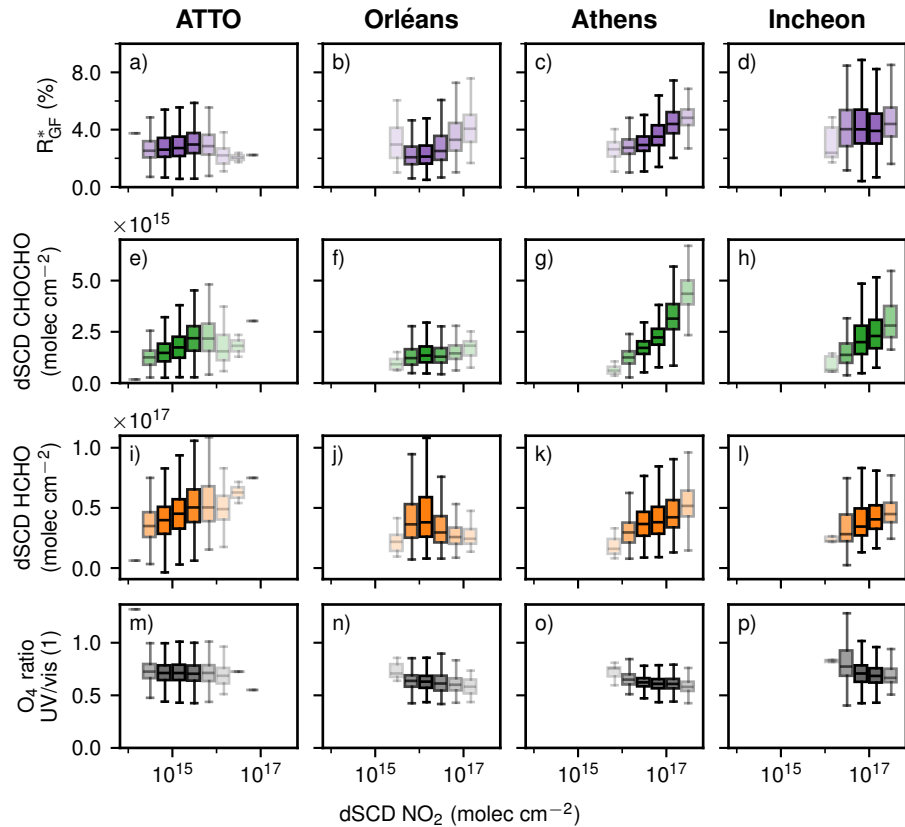 ATTO Orléans Athens Incheon
R*GF (%)
8.0
4.0
0.0
a) b) c) d)
×10^15
dSCD CHOCHO
(molec cm−2)
5.0
2.5
0.0
e) f) g) h)
×10^17
dSCD HCHO
(molec cm−2)
1.0
0.5
0.0
i) j) k) l)
O4 ratio
UV/vis (1)
1.0
0.5
0.0
m) n) o) p)
10^15 10^17 10^15 10^17 10^15 10^17 10^15 10^17
dSCD NO2 (molec cm−2)